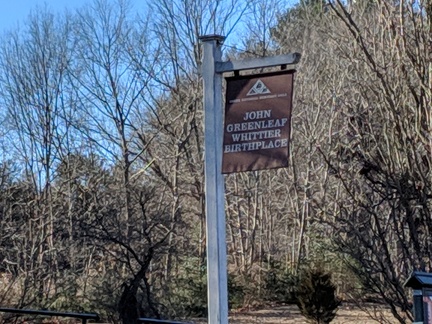 JOHN
GREENLEAF
WHITTIER
BIRTHPLACE